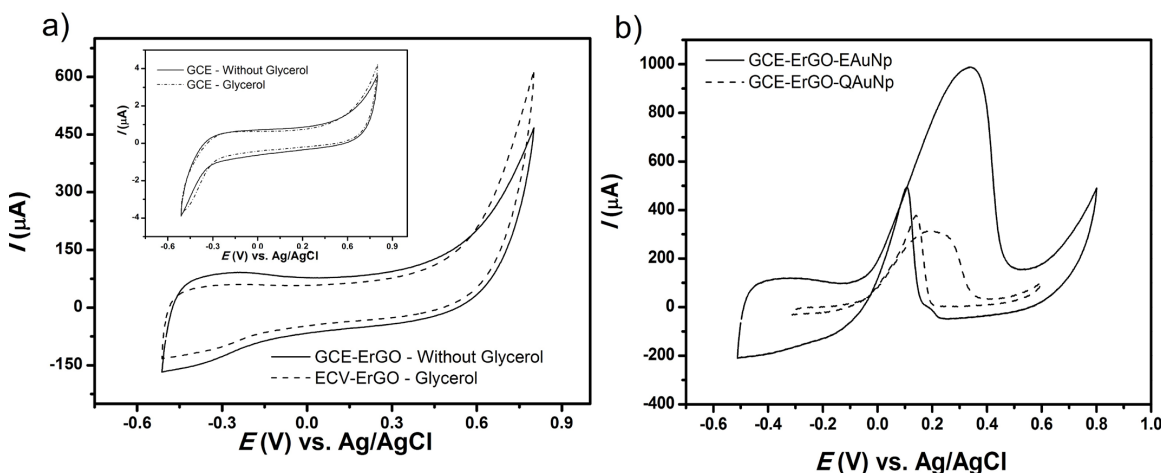 a)
600
450
300
150
0
-150
I (μA)
-0.6 -0.3 0.0 0.3 0.6 0.9
E (V) vs. Ag/AgCl
GCE-ErGO - Without Glycerol
ECV-ErGO - Glycerol
GCE - Without Glycerol
GCE - Glycerol
4
2
0
-2
-4
I (μA)
-0.6 -0.3 0.0 0.3 0.6 0.9
E (V) vs. Ag/AgCl
b)
1000
800
600
400
200
0
-200
-400
I (μA)
GCE-ErGO-EAuNp
GCE-ErGO-QAuNp
-0.6 -0.4 -0.2 0.0 0.2 0.4 0.6 0.8 1.0
E (V) vs. Ag/AgCl